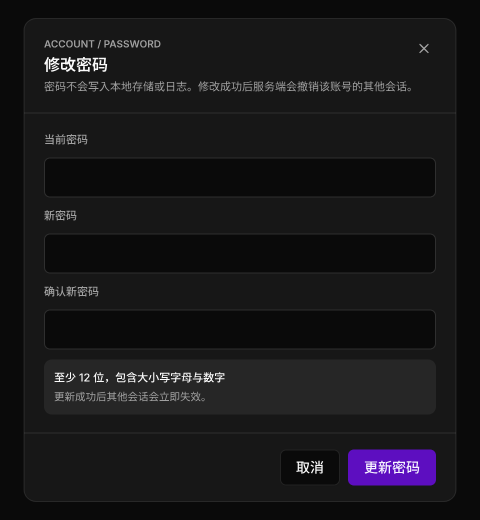 ACCOUNT / PASSWORD
修改密码
密码不会写入本地存储或日志。修改成功后服务端会撤销该账号的其他会话。
当前密码
新密码
确认新密码
至少 12 位，包含大小写字母与数字
更新成功后其他会话会立即失效。
取消
更新密码